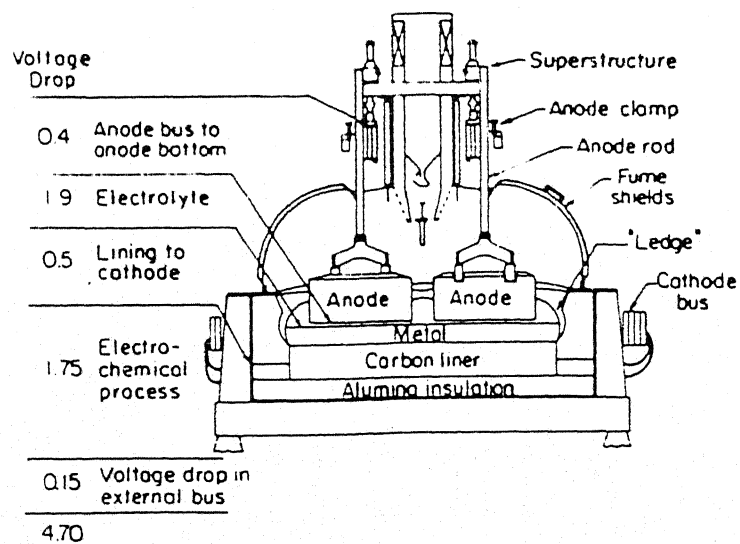 Voltage
Drop
0.4 Anode bus to
anode bottom
1.9 Electrolyte
0.5 Lining to
cathode
1.75 Electro-
chemical
process
0.15 Voltage drop in
external bus
4.70
Superstructure
Anode clamp
Anode rod
Fume
shields
"Ledge"
Cathode
bus
Anode
Anode
Metal
Carbon liner
Alumina insulation